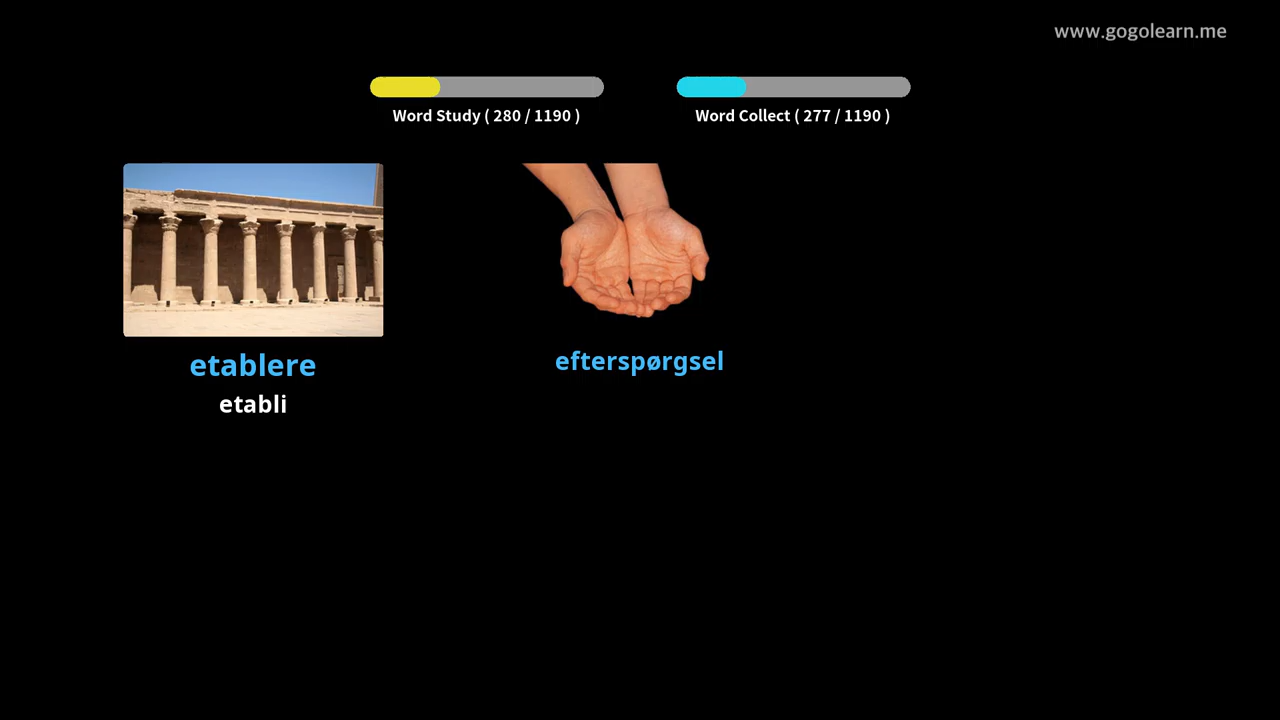 www.gogolearn.me
Word Study ( 280 / 1190 )
Word Collect ( 277 / 1190 )
etablere
etabli
efterspørgsel